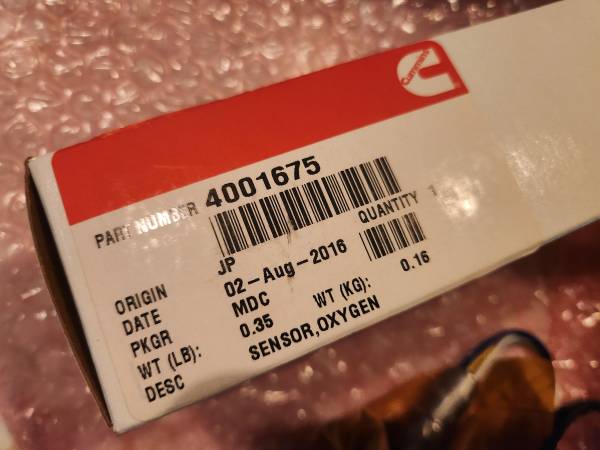 Cummins
PART NUMBER 4001675
QUANTITY 1
ORIGIN JP
DATE 02-Aug-2016
PKGR MDC
WT (LB): 0.35 WT (KG): 0.16
DESC SENSOR,OXYGEN